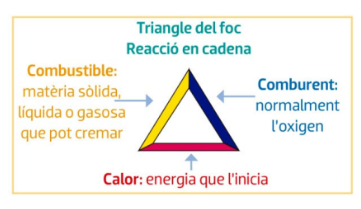 Triangle del foc
Reacció en cadena
Combustible:
matèria sòlida,
líquida o gasosa
que pot cremar
Comburent:
normalment
l'oxigen
Calor: energia que l'inicia